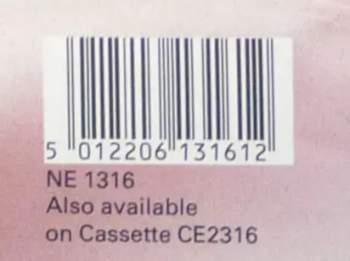 5 012206 131612
NE 1316
Also available
on Cassette CE2316